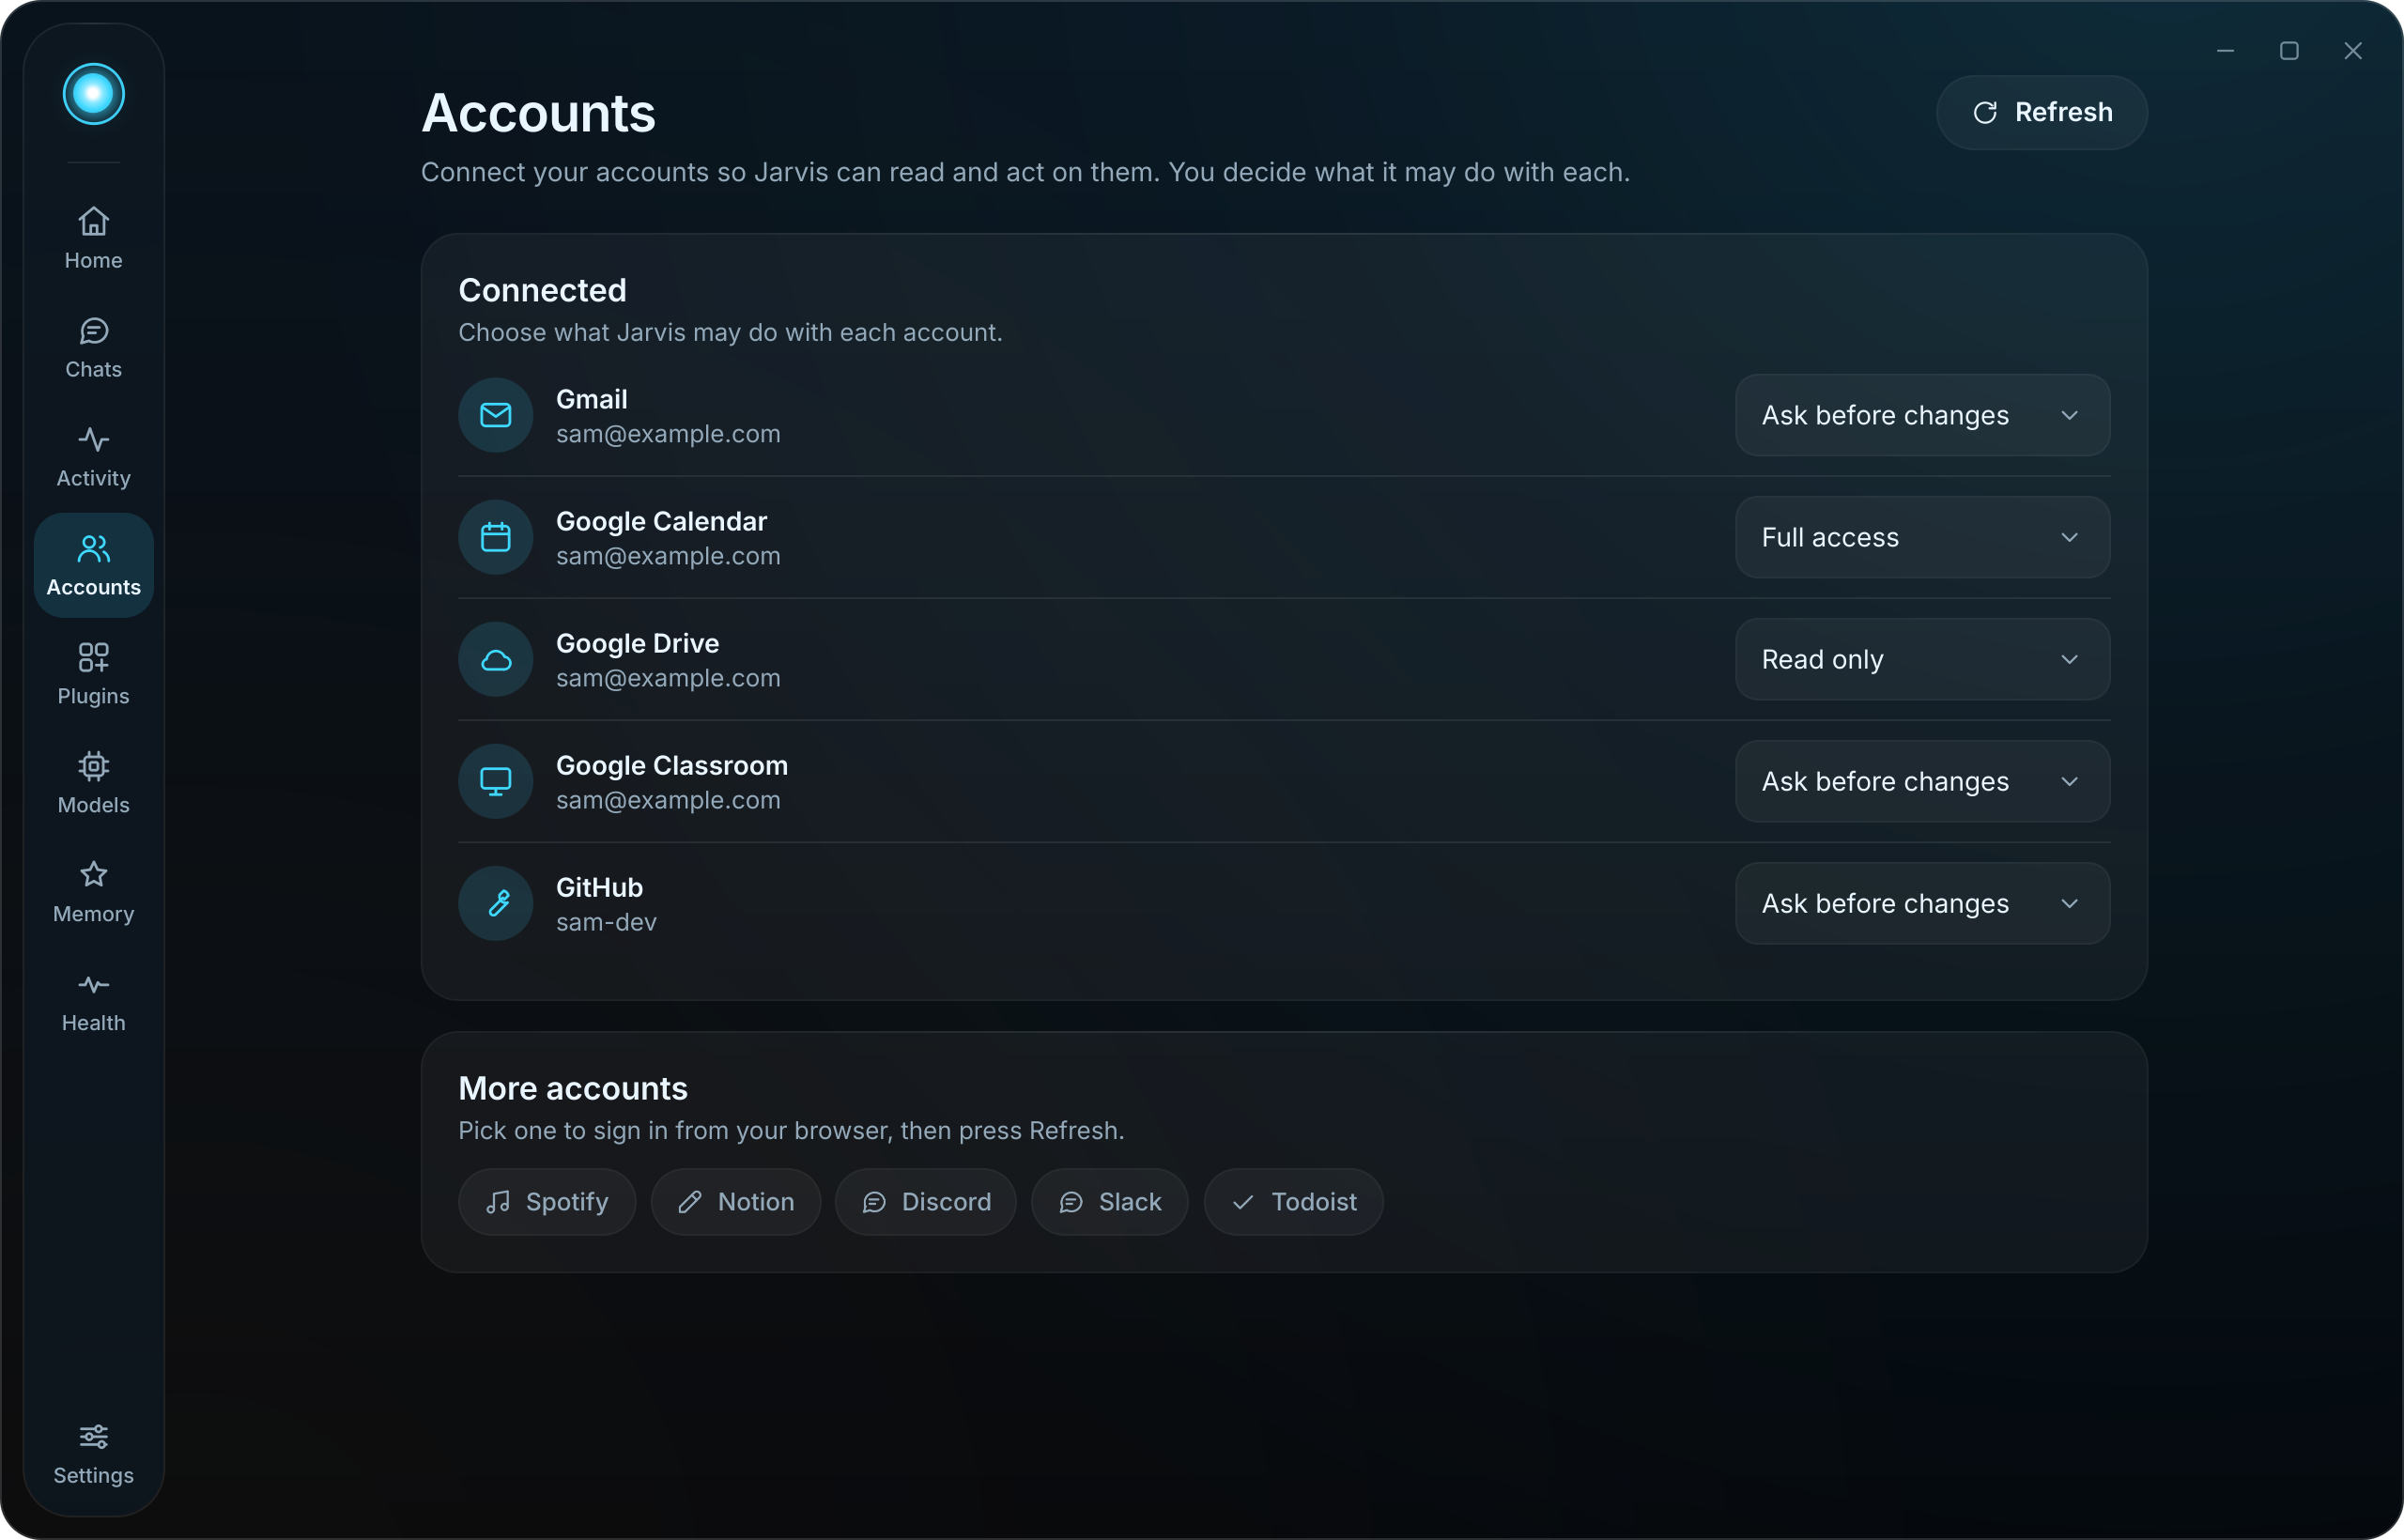 Home
Chats
Activity
Accounts
Plugins
Models
Memory
Health
Settings
Accounts
Connect your accounts so Jarvis can read and act on them. You decide what it may do with each.
Refresh
Connected
Choose what Jarvis may do with each account.
Gmail
sam@example.com
Ask before changes
Google Calendar
sam@example.com
Full access
Google Drive
sam@example.com
Read only
Google Classroom
sam@example.com
Ask before changes
GitHub
sam-dev
Ask before changes
More accounts
Pick one to sign in from your browser, then press Refresh.
Spotify
Notion
Discord
Slack
Todoist